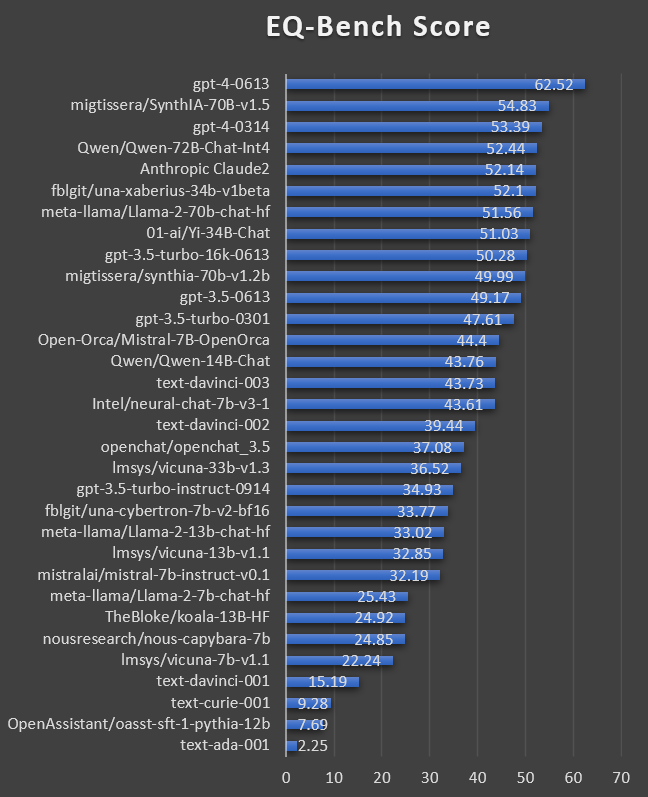 EQ-Bench Score
gpt-4-0613 62.52
migtissera/SynthIA-70B-v1.5 54.83
gpt-4-0314 53.39
Qwen/Qwen-72B-Chat-Int4 52.44
Anthropic Claude2 52.14
fblgit/una-xaberius-34b-v1beta 52.1
meta-llama/Llama-2-70b-chat-hf 51.56
01-ai/Yi-34B-Chat 51.03
gpt-3.5-turbo-16k-0613 50.28
migtissera/synthia-70b-v1.2b 49.99
gpt-3.5-0613 49.17
gpt-3.5-turbo-0301 47.61
Open-Orca/Mistral-7B-OpenOrca 44.4
Qwen/Qwen-14B-Chat 43.76
text-davinci-003 43.73
Intel/neural-chat-7b-v3-1 43.61
text-davinci-002 39.44
openchat/openchat_3.5 37.08
lmsys/vicuna-33b-v1.3 36.52
gpt-3.5-turbo-instruct-0914 34.93
fblgit/una-cybertron-7b-v2-bf16 33.77
meta-llama/Llama-2-13b-chat-hf 33.02
lmsys/vicuna-13b-v1.1 32.85
mistralai/mistral-7b-instruct-v0.1 32.19
meta-llama/Llama-2-7b-chat-hf 25.43
TheBloke/koala-13B-HF 24.92
nousresearch/nous-capybara-7b 24.85
lmsys/vicuna-7b-v1.1 22.24
text-davinci-001 15.19
text-curie-001 9.28
OpenAssistant/oasst-sft-1-pythia-12b 7.69
text-ada-001 2.25
0 10 20 30 40 50 60 70